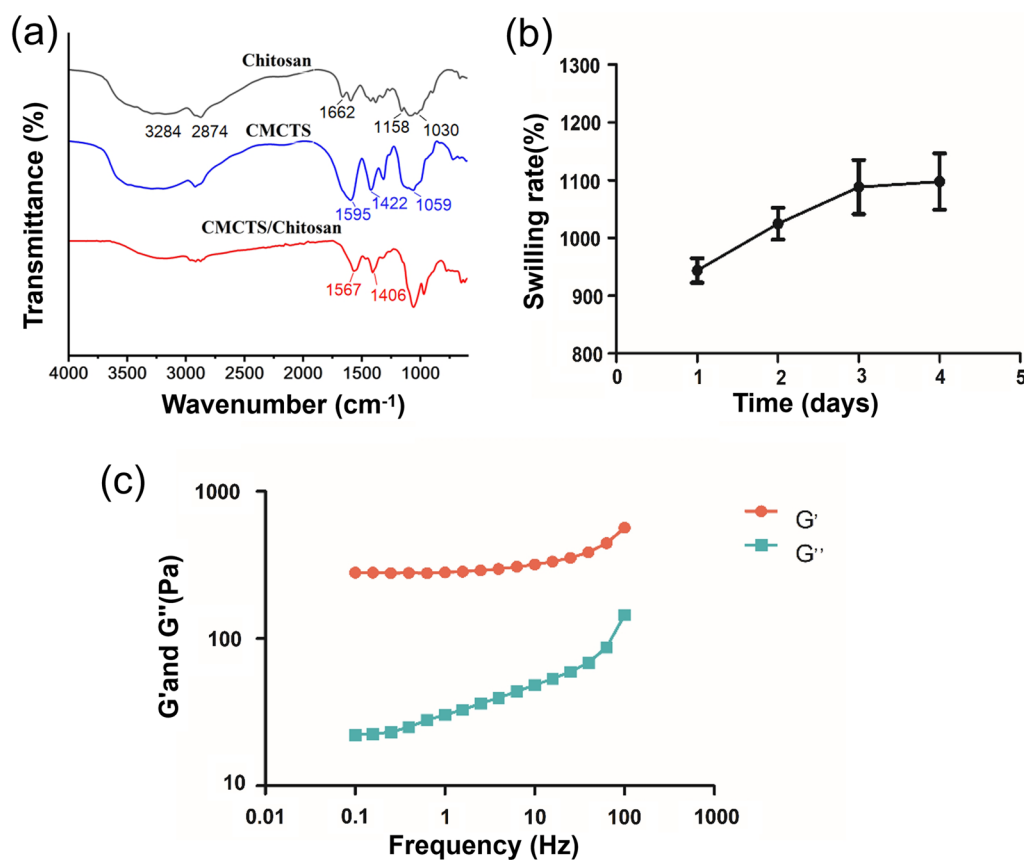 (a)
Transmittance (%)
Chitosan
3284 2874
1662
1158 1030
CMCTS
1595 1422 1059
CMCTS/Chitosan
1567 1406
4000 3500 3000 2500 2000 1500 1000
Wavenumber (cm-1)
(b)
Swilling rate(%)
1300
1200
1100
1000
900
800
0 1 2 3 4 5
Time (days)
(c)
G'and G''(Pa)
1000
100
10
0.01 0.1 1 10 100 1000
Frequency (Hz)
G'
G''